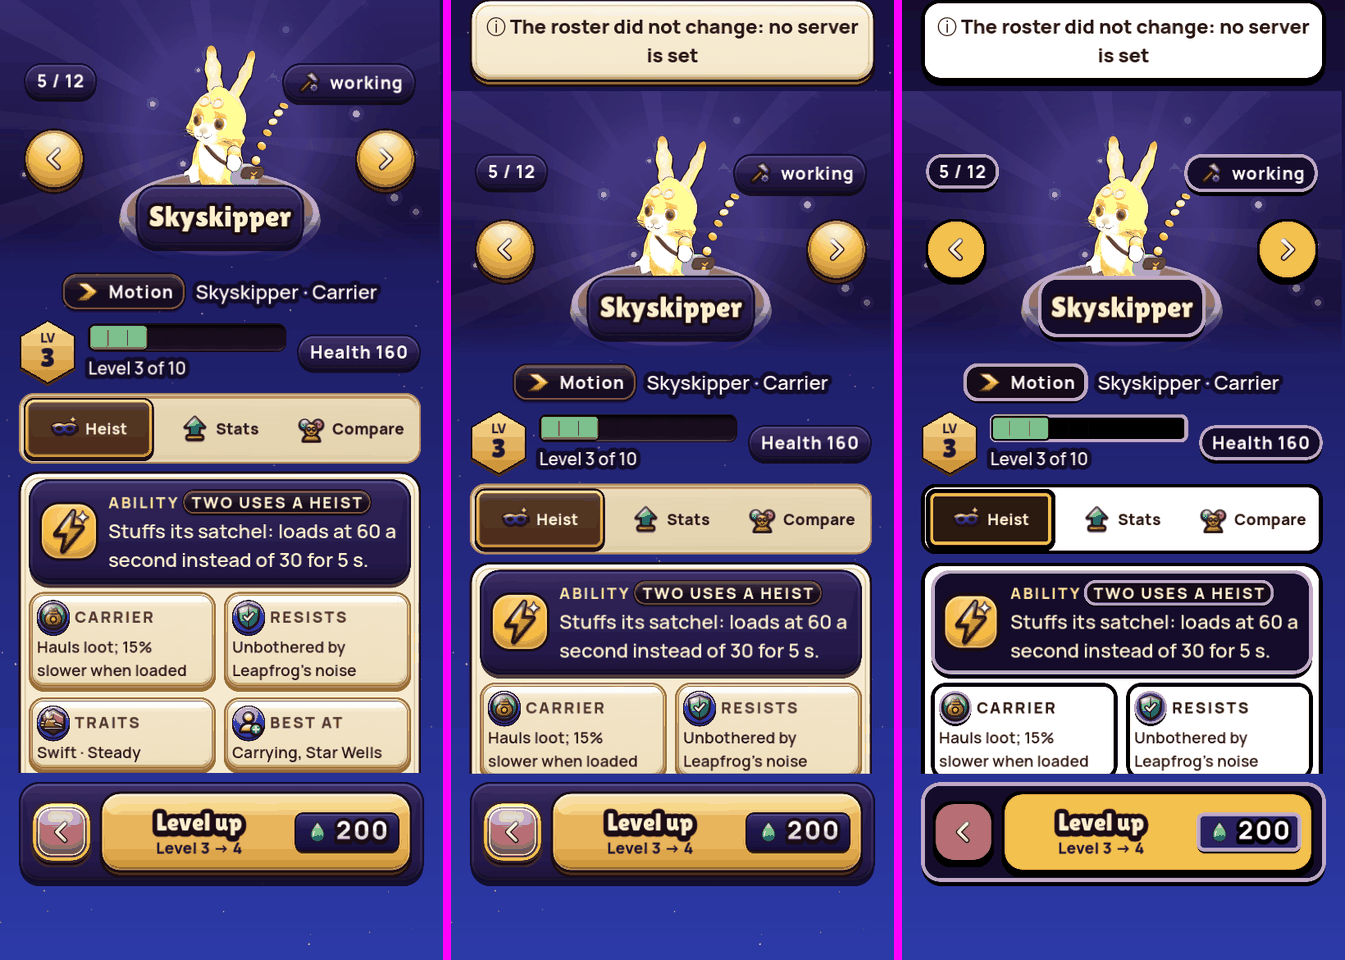 5 / 12
working
Skyskipper
Motion
Skyskipper · Carrier
LV
3
Level 3 of 10
Health 160
Heist
Stats
Compare
ABILITY
TWO USES A HEIST
Stuffs its satchel: loads at 60 a
second instead of 30 for 5 s.
CARRIER
Hauls loot; 15%
slower when loaded
RESISTS
Unbothered by
Leapfrog's noise
TRAITS
Swift · Steady
BEST AT
Carrying, Star Wells
Level up
Level 3 → 4
200
ⓘ The roster did not change: no server
is set
5 / 12
working
Skyskipper
Motion
Skyskipper · Carrier
LV
3
Level 3 of 10
Health 160
Heist
Stats
Compare
ABILITY
TWO USES A HEIST
Stuffs its satchel: loads at 60 a
second instead of 30 for 5 s.
CARRIER
Hauls loot; 15%
slower when loaded
RESISTS
Unbothered by
Leapfrog's noise
Level up
Level 3 → 4
200
ⓘ The roster did not change: no server
is set
5 / 12
working
Skyskipper
Motion
Skyskipper · Carrier
LV
3
Level 3 of 10
Health 160
Heist
Stats
Compare
ABILITY
TWO USES A HEIST
Stuffs its satchel: loads at 60 a
second instead of 30 for 5 s.
CARRIER
Hauls loot; 15%
slower when loaded
RESISTS
Unbothered by
Leapfrog's noise
Level up
Level 3 → 4
200